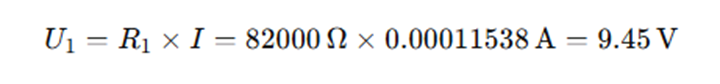 U₁ = R₁ × I = 82000 Ω × 0.00011538 A = 9.45 V